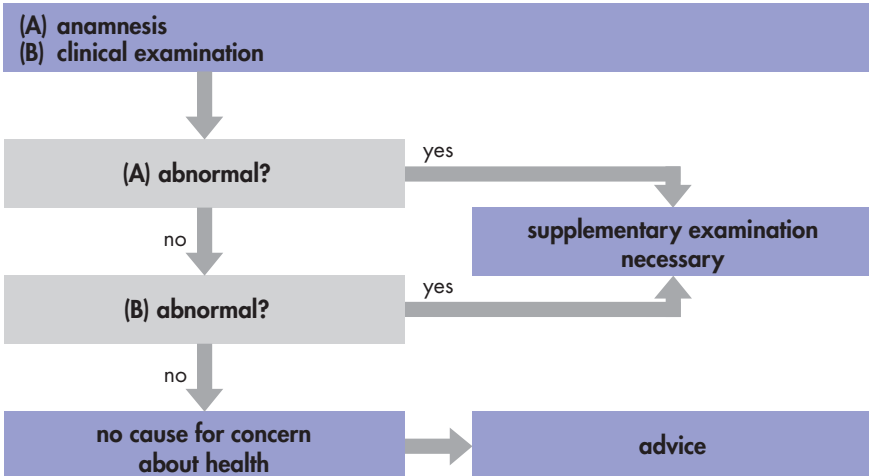 (A) anamnesis
(B) clinical examination
(A) abnormal?
yes
supplementary examination
necessary
no
(B) abnormal?
yes
no
no cause for concern
about health
advice